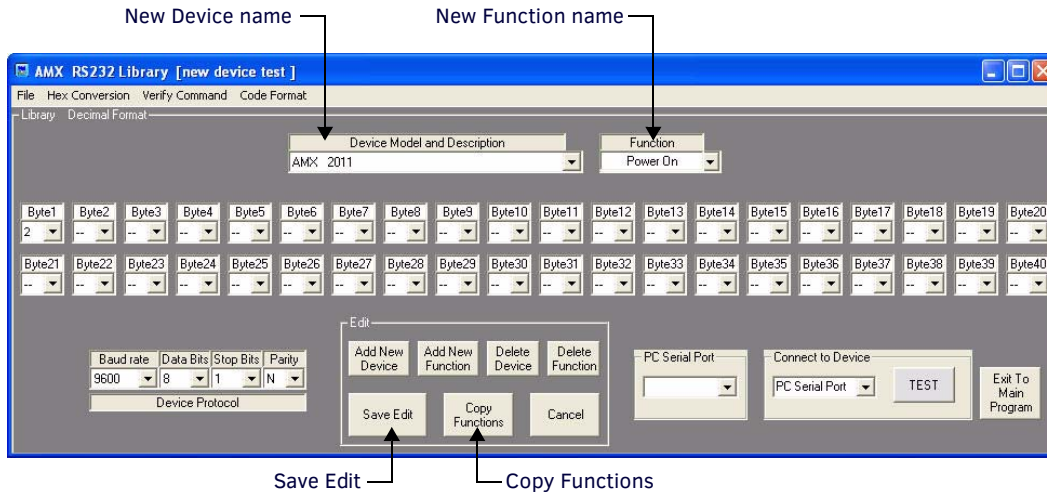 New Device name
New Function name
AMX RS232 Library [new device test ]
File Hex Conversion Verify Command Code Format
Library Decimal Format
Device Model and Description
Function
AMX 2011
Power On
Byte1 Byte2 Byte3 Byte4 Byte5 Byte6 Byte7 Byte8 Byte9 Byte10 Byte11 Byte12 Byte13 Byte14 Byte15 Byte16 Byte17 Byte18 Byte19 Byte20
2 -- -- -- -- -- -- -- -- -- -- -- -- -- -- -- -- -- -- --
Byte21 Byte22 Byte23 Byte24 Byte25 Byte26 Byte27 Byte28 Byte29 Byte30 Byte31 Byte32 Byte33 Byte34 Byte35 Byte36 Byte37 Byte38 Byte39 Byte40
-- -- -- -- -- -- -- -- -- -- -- -- -- -- -- -- -- -- -- --
Baud rate Data Bits Stop Bits Parity
9600 8 1 N
Device Protocol
Edit
Add New Device
Add New Function
Delete Device
Delete Function
Save Edit
Copy Functions
Cancel
PC Serial Port
Connect to Device
PC Serial Port
TEST
Exit To Main Program
Save Edit
Copy Functions